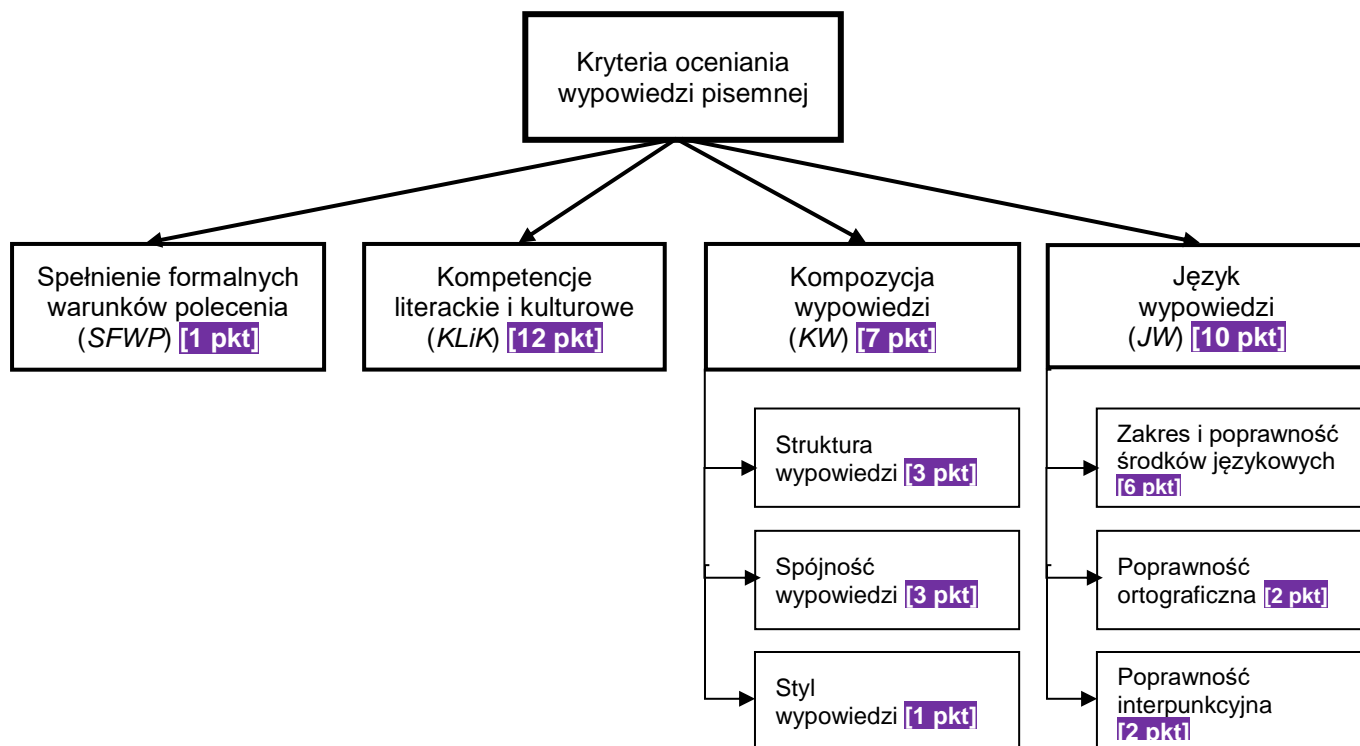 Kryteria oceniania
wypowiedzi pisemnej
Spełnienie formalnych
warunków polecenia
(SFWP) [1 pkt]
Kompetencje
literackie i kulturowe
(KLiK) [12 pkt]
Kompozycja
wypowiedzi
(KW) [7 pkt]
Język
wypowiedzi
(JW) [10 pkt]
Struktura
wypowiedzi [3 pkt]
Spójność
wypowiedzi [3 pkt]
Styl
wypowiedzi [1 pkt]
Zakres i poprawność
środków językowych
[6 pkt]
Poprawność
ortograficzna [2 pkt]
Poprawność
interpunkcyjna
[2 pkt]